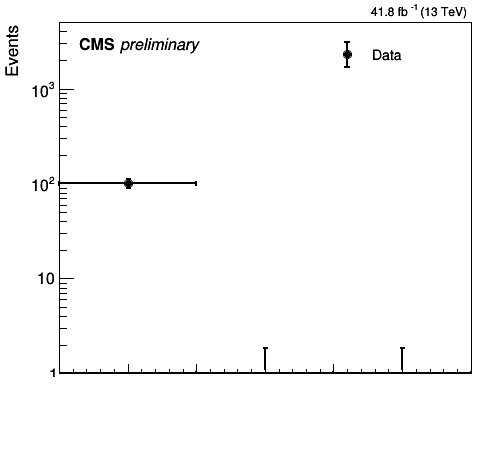 41.8 fb⁻¹ (13 TeV)
CMS preliminary
Data
Events
10³
10²
10
1